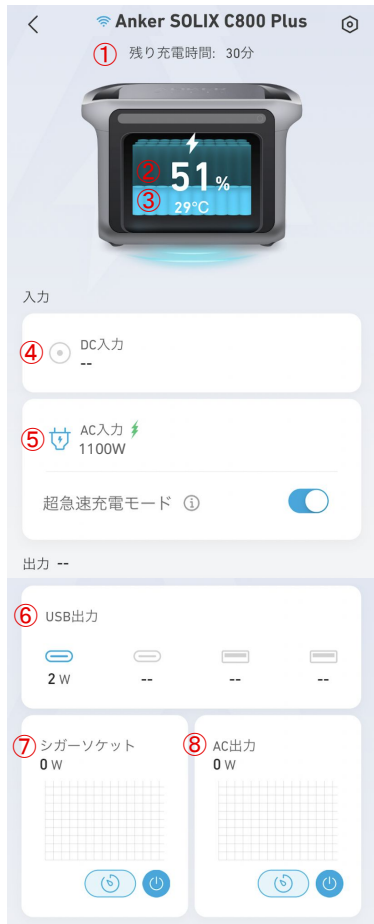 Anker SOLIX C800 Plus
① 残り充電時間: 30分
② 51%
③ 29°C
入力
④ DC入力
--
⑤ AC入力
1100W
超急速充電モード
出力 --
⑥ USB出力
2 W -- -- --
⑦ シガーソケット ⑧ AC出力
0 W 0 W